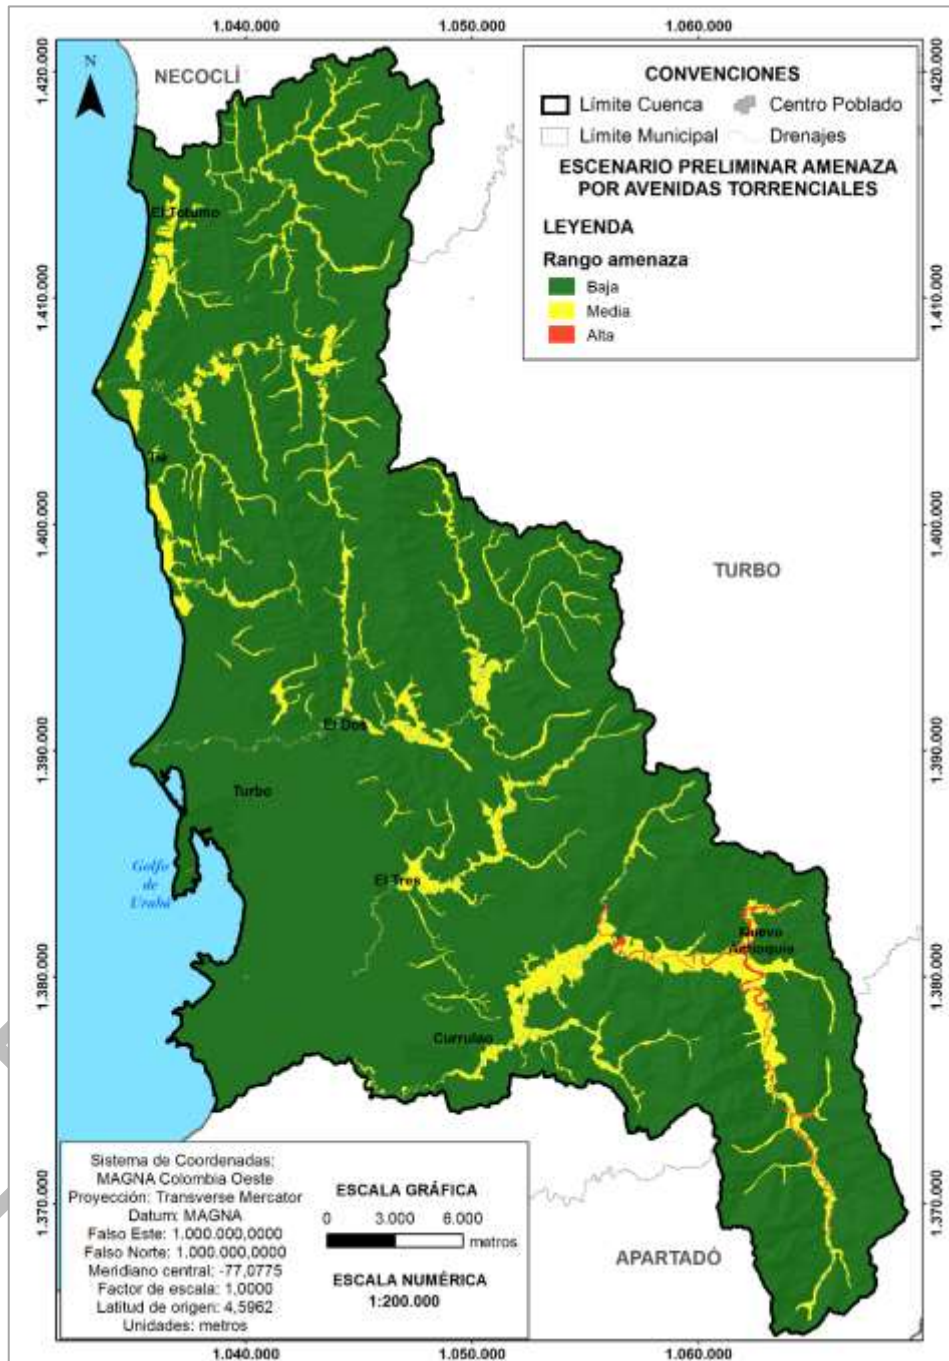 1.040.000 1.050.000 1.060.000
1.420.000 1.420.000
N
NECOCLÍ
CONVENCIONES
Límite Cuenca Centro Poblado
Límite Municipal Drenajes
ESCENARIO PRELIMINAR AMENAZA
POR AVENIDAS TORRENCIALES
LEYENDA
Rango amenaza
Baja
Media
Alta
El Totumo
1.410.000 1.410.000
Tie
1.400.000 1.400.000
TURBO
El Dos
1.390.000 1.390.000
Turbo
Golfo
de
Urabá
El Tres
Nuevo
Antioquia
1.380.000 1.380.000
Currulao
Sistema de Coordenadas:
MAGNA Colombia Oeste
Proyección: Transverse Mercator
Datum: MAGNA
Falso Este: 1.000.000,0000
Falso Norte: 1.000.000,0000
Meridiano central: -77,0775
Factor de escala: 1,0000
Latitud de origen: 4,5962
Unidades: metros
ESCALA GRÁFICA
0 3.000 6.000
metros
ESCALA NUMÉRICA
1:200.000
1.370.000 1.370.000
APARTADÓ
1.040.000 1.050.000 1.060.000